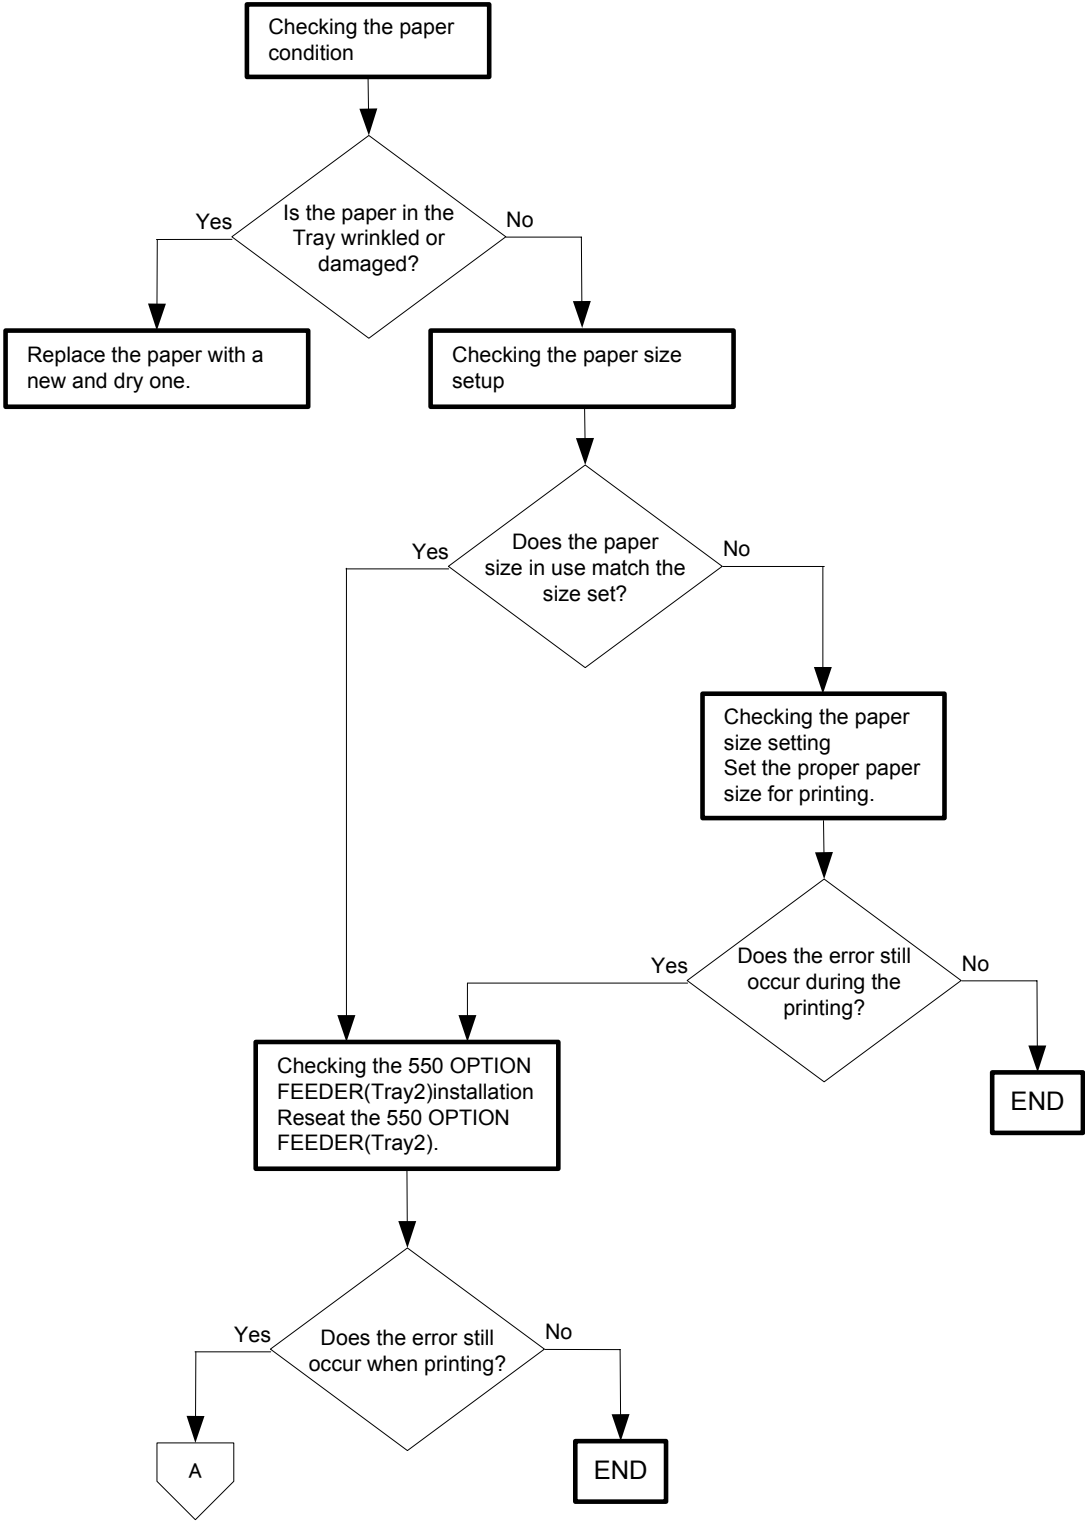 Checking the paper
condition
Is the paper in the
Tray wrinkled or
damaged?
Yes
No
Replace the paper with a
new and dry one.
Checking the paper size
setup
Does the paper
size in use match the
size set?
Yes
No
Checking the paper
size setting
Set the proper paper
size for printing.
Does the error still
occur during the
printing?
Yes
No
END
Checking the 550 OPTION
FEEDER(Tray2)installation
Reseat the 550 OPTION
FEEDER(Tray2).
Does the error still
occur when printing?
Yes
No
A
END